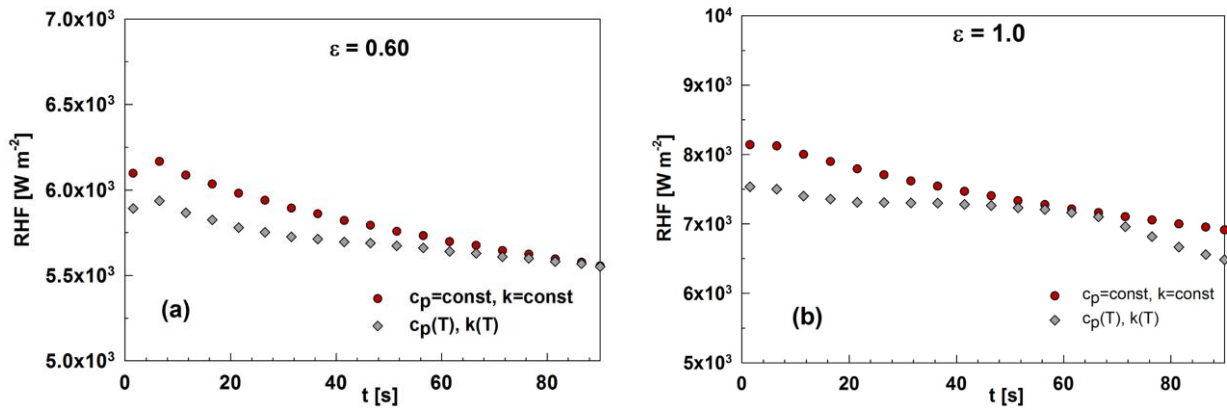 7.0x10³
6.5x10³
6.0x10³
5.5x10³
5.0x10³
RHF [W m⁻²]
ε = 0.60
(a)
cp=const, k=const
cp(T), k(T)
0 20 40 60 80
t [s]
10⁴
9x10³
8x10³
7x10³
6x10³
5x10³
RHF [W m⁻²]
ε = 1.0
(b)
cp=const, k=const
cp(T), k(T)
0 20 40 60 80
t [s]